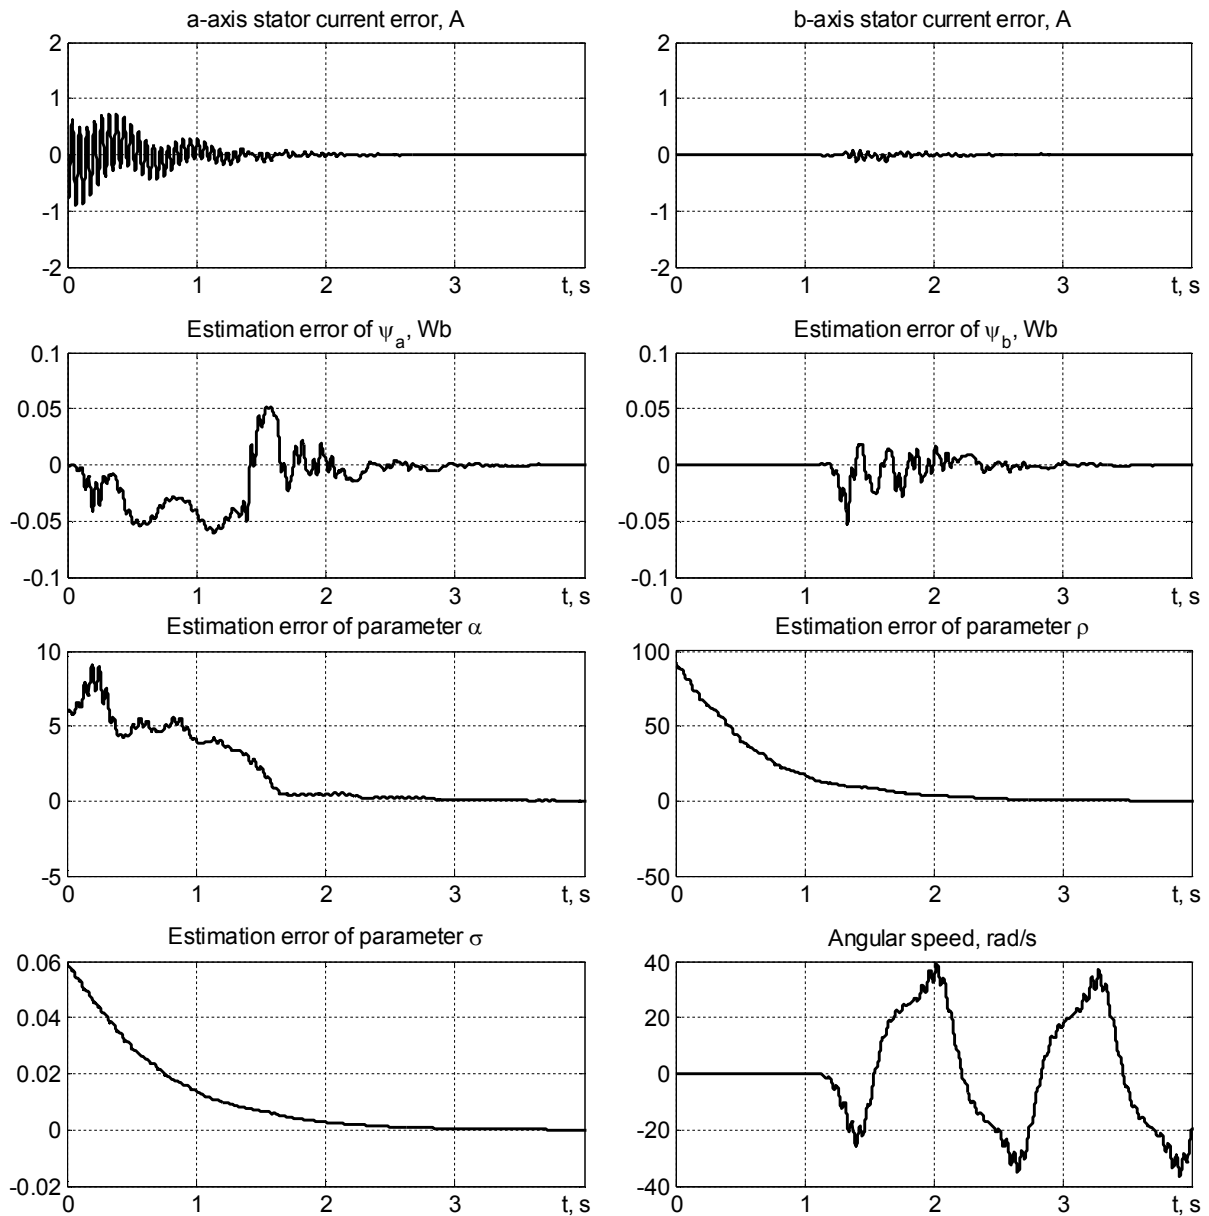 a-axis stator current error, A
2
1
0
-1
-2
0 1 2 3 t, s
b-axis stator current error, A
2
1
0
-1
-2
0 1 2 3 t, s
Estimation error of ψa, Wb
0.1
0.05
0
-0.05
-0.1
0 1 2 3 t, s
Estimation error of ψb, Wb
0.1
0.05
0
-0.05
-0.1
0 1 2 3 t, s
Estimation error of parameter α
10
5
0
-5
0 1 2 3 t, s
Estimation error of parameter ρ
100
50
0
-50
0 1 2 3 t, s
Estimation error of parameter σ
0.06
0.04
0.02
0
-0.02
0 1 2 3 t, s
Angular speed, rad/s
40
20
0
-20
-40
0 1 2 3 t, s